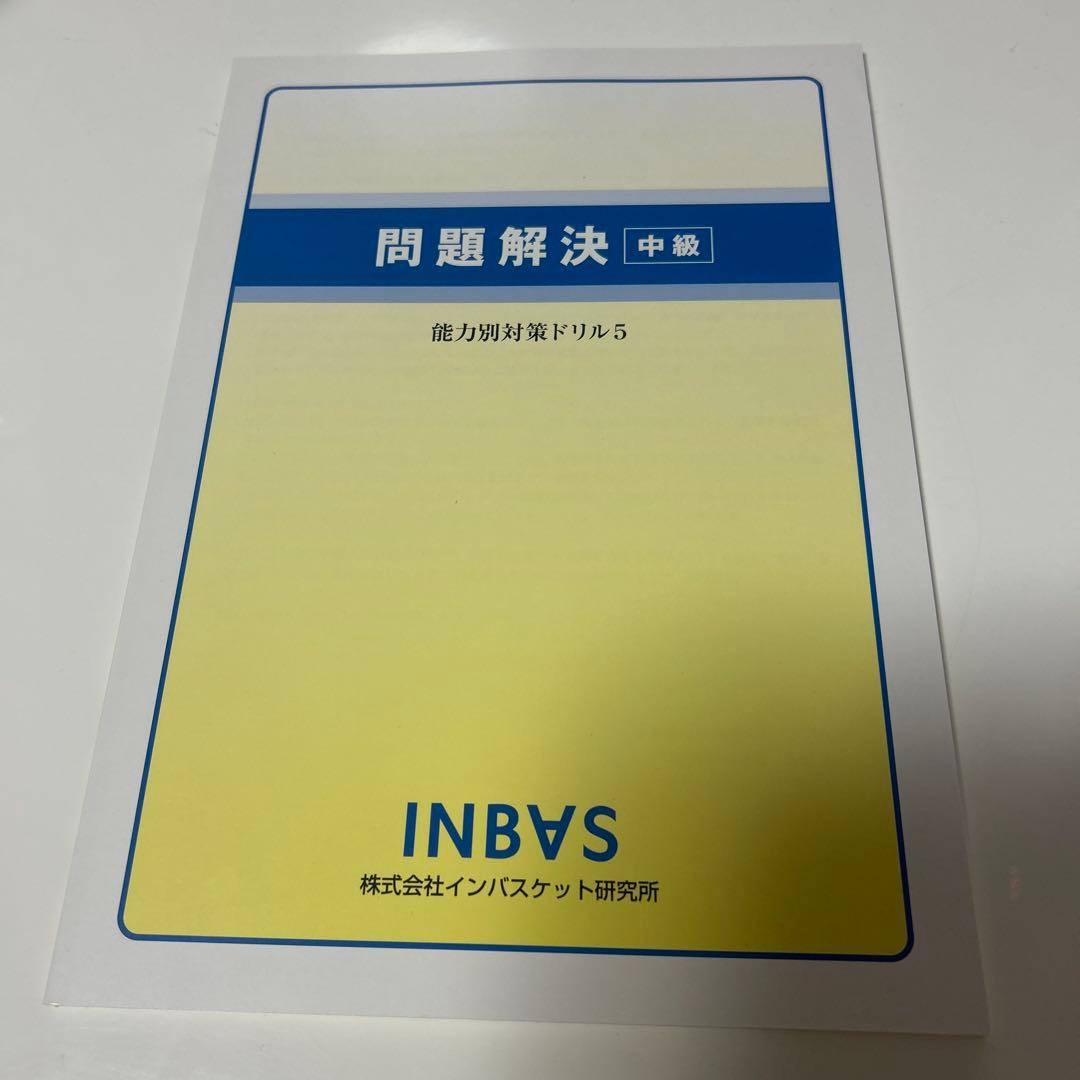 問題解決 中級
能力別対策ドリル5
INB∀S
株式会社インバスケット研究所